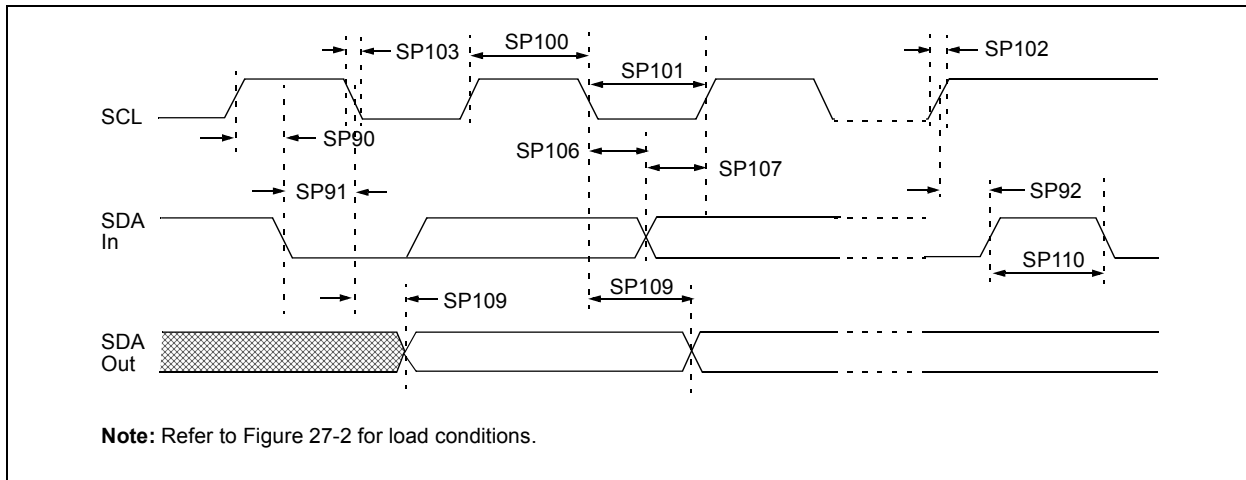 SP103
SP100
SP102
SP101
SCL
SP90
SP106
SP107
SP91
SP92
SDA
In
SP110
SP109
SP109
SDA
Out
Note: Refer to Figure 27-2 for load conditions.